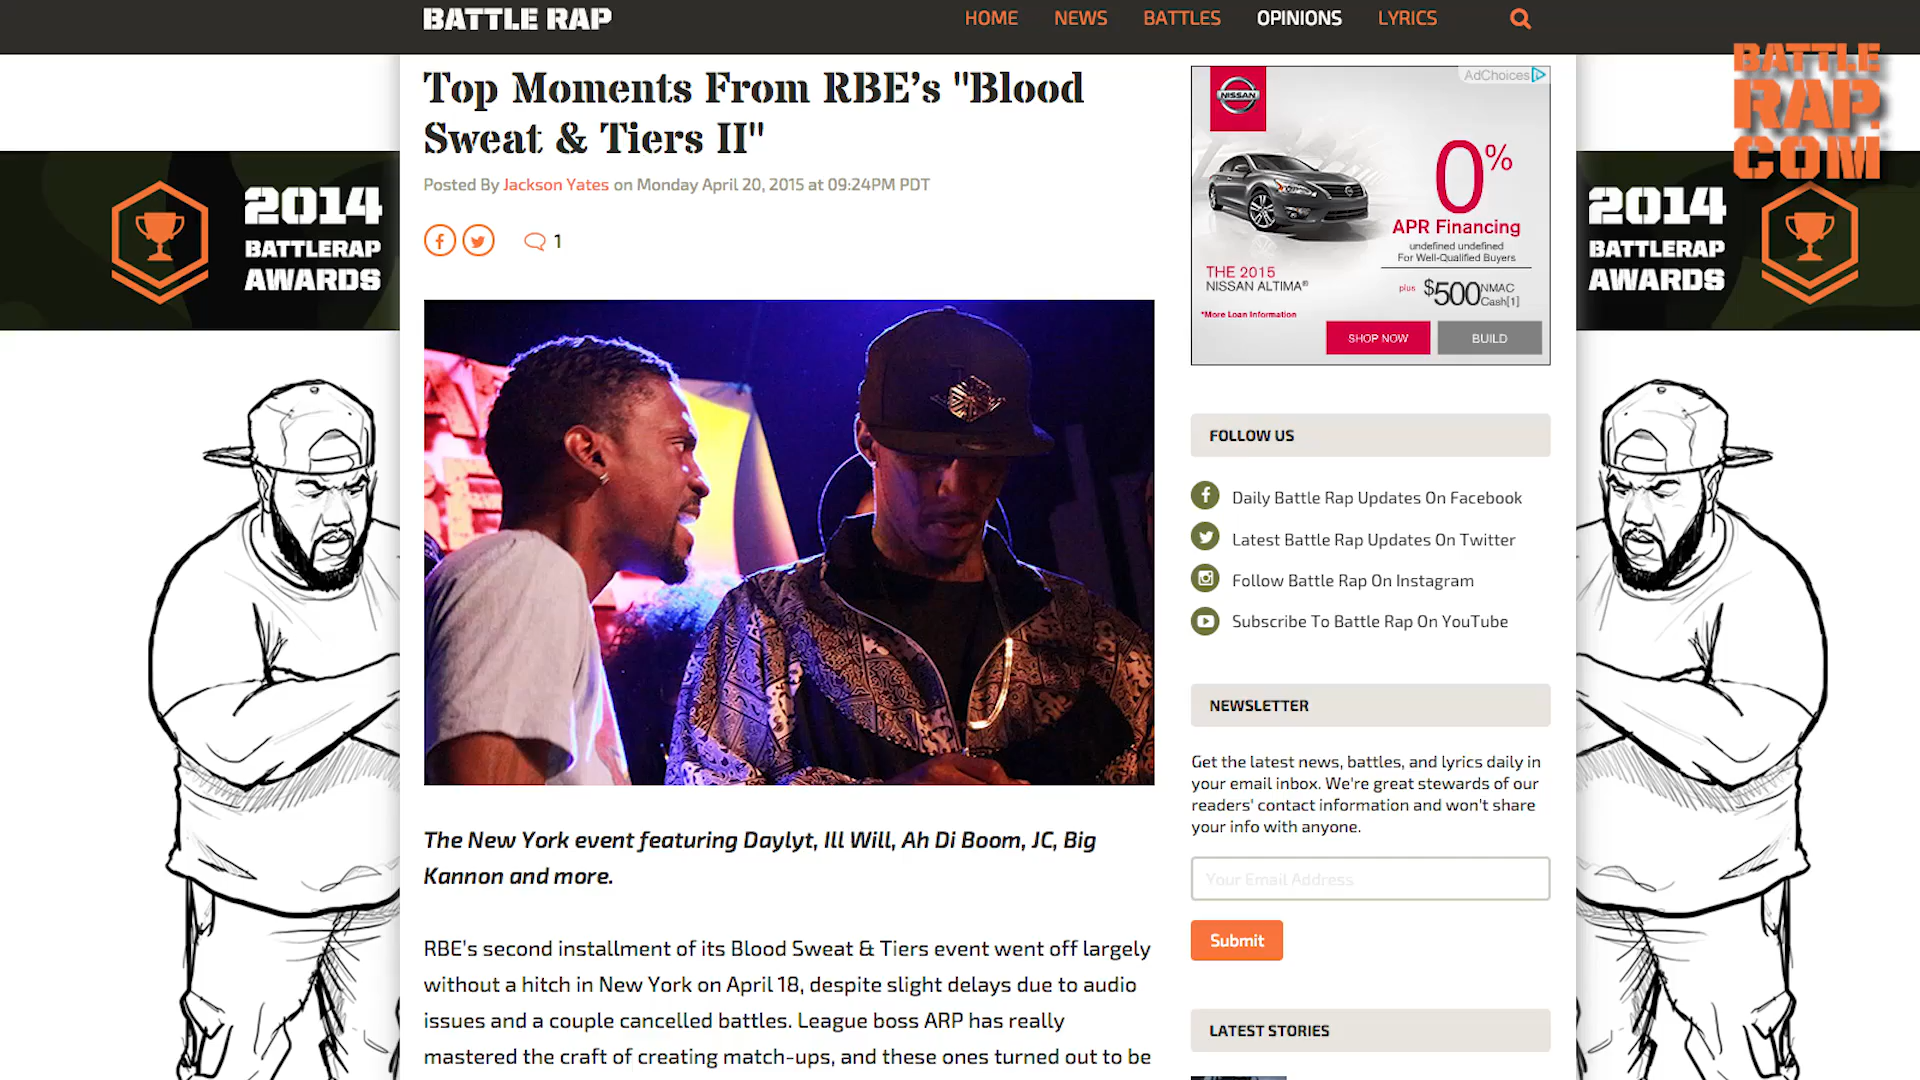 BATTLE RAP
HOME NEWS BATTLES OPINIONS LYRICS
BATTLE
RAP.
COM
Top Moments From RBE's "Blood
Sweat & Tiers II"
Posted By Jackson Yates on Monday April 20, 2015 at 09:24PM PDT
1
2014
BATTLERAP
AWARDS
2014
BATTLERAP
AWARDS
AdChoices
NISSAN
0%
APR Financing
undefined undefined
For Well-Qualified Buyers
plus $500 NMAC Cash[1]
THE 2015
NISSAN ALTIMA®
*More Loan Information
SHOP NOW
BUILD
FOLLOW US
Daily Battle Rap Updates On Facebook
Latest Battle Rap Updates On Twitter
Follow Battle Rap On Instagram
Subscribe To Battle Rap On YouTube
NEWSLETTER
Get the latest news, battles, and lyrics daily in
your email inbox. We're great stewards of our
readers' contact information and won't share
your info with anyone.
Your Email Address
Submit
LATEST STORIES
The New York event featuring Daylyt, Ill Will, Ah Di Boom, JC, Big
Kannon and more.
RBE's second installment of its Blood Sweat & Tiers event went off largely
without a hitch in New York on April 18, despite slight delays due to audio
issues and a couple cancelled battles. League boss ARP has really
mastered the craft of creating match-ups, and these ones turned out to be